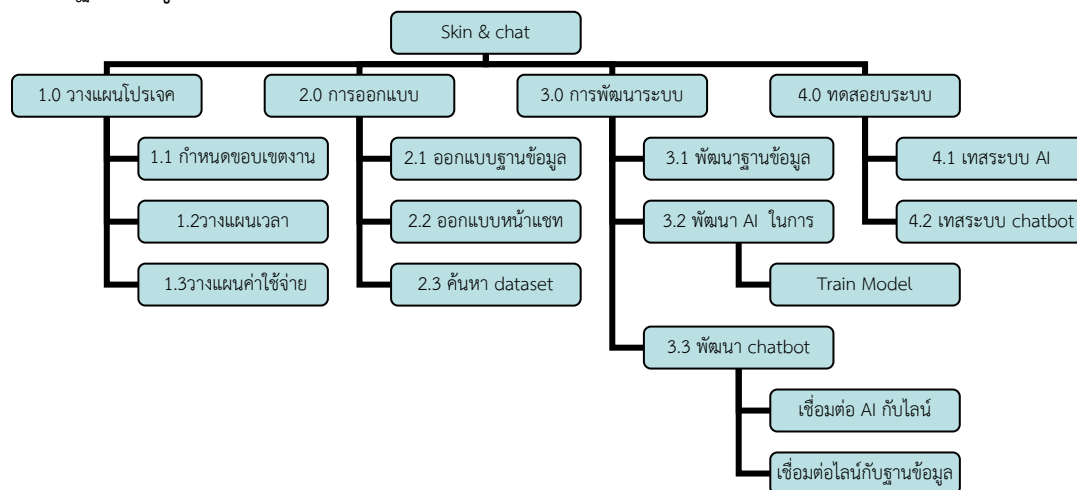 Skin & chat
1.0 วางแผนโปรเจค
2.0 การออกแบบ
3.0 การพัฒนาระบบ
4.0 ทดสอยบระบบ
1.1 กำหนดขอบเขตงาน
1.2วางแผนเวลา
1.3วางแผนค่าใช้จ่าย
2.1 ออกแบบฐานข้อมูล
2.2 ออกแบบหน้าแชท
2.3 ค้นหา dataset
3.1 พัฒนาฐานข้อมูล
3.2 พัฒนา AI ในการ
Train Model
3.3 พัฒนา chatbot
เชื่อมต่อ AI กับไลน์
เชื่อมต่อไลน์กับฐานข้อมูล
4.1 เทสระบบ AI
4.2 เทสระบบ chatbot